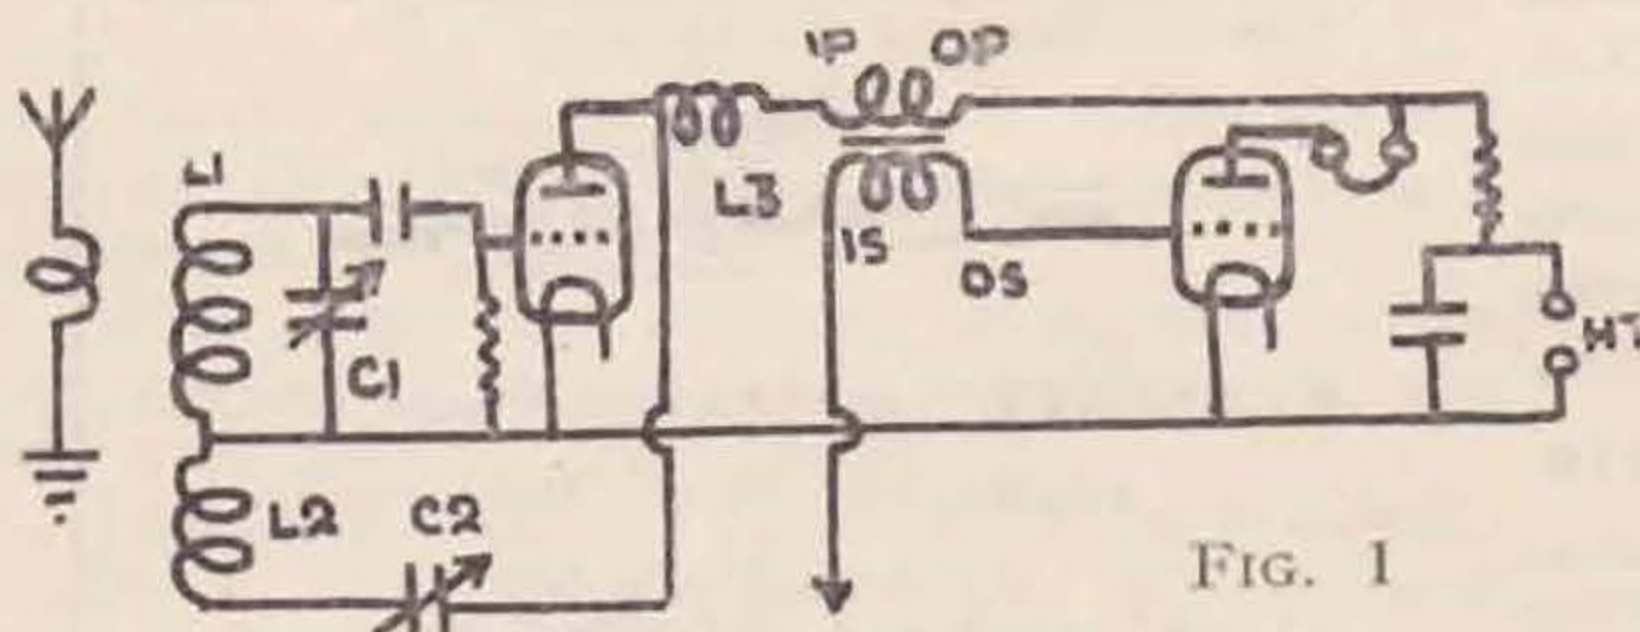 IP OP
L1
L3
IS
OS
C1
HT
L2 C2
FIG. 1